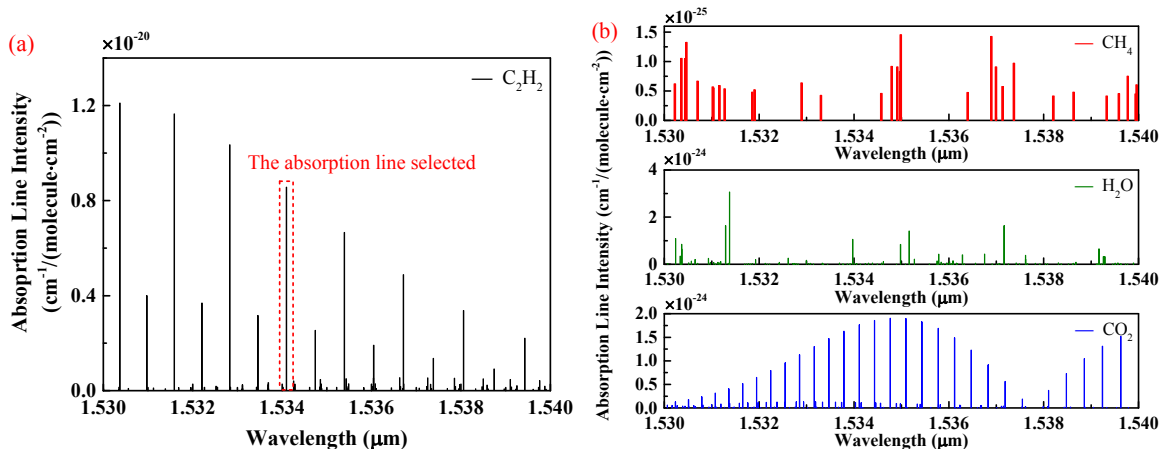 (a)
×10⁻²⁰
C₂H₂
1.2
0.8
0.4
0.0
The absorption line selected
Absoprtion Line Intensity
(cm⁻¹/(molecule·cm⁻²))
1.530 1.532 1.534 1.536 1.538 1.540
Wavelength (μm)
(b)
Absorption Line Intensity (cm⁻¹/(molecule·cm⁻²))
×10⁻²⁵
CH₄
1.5
1.0
0.5
0.0
1.530 1.532 1.534 1.536 1.538 1.540
Wavelength (μm)
×10⁻²⁴
H₂O
4
2
0
1.530 1.532 1.534 1.536 1.538 1.540
Wavelength (μm)
×10⁻²⁴
CO₂
2.0
1.5
1.0
0.5
0.0
1.530 1.532 1.534 1.536 1.538 1.540
Wavelength (μm)